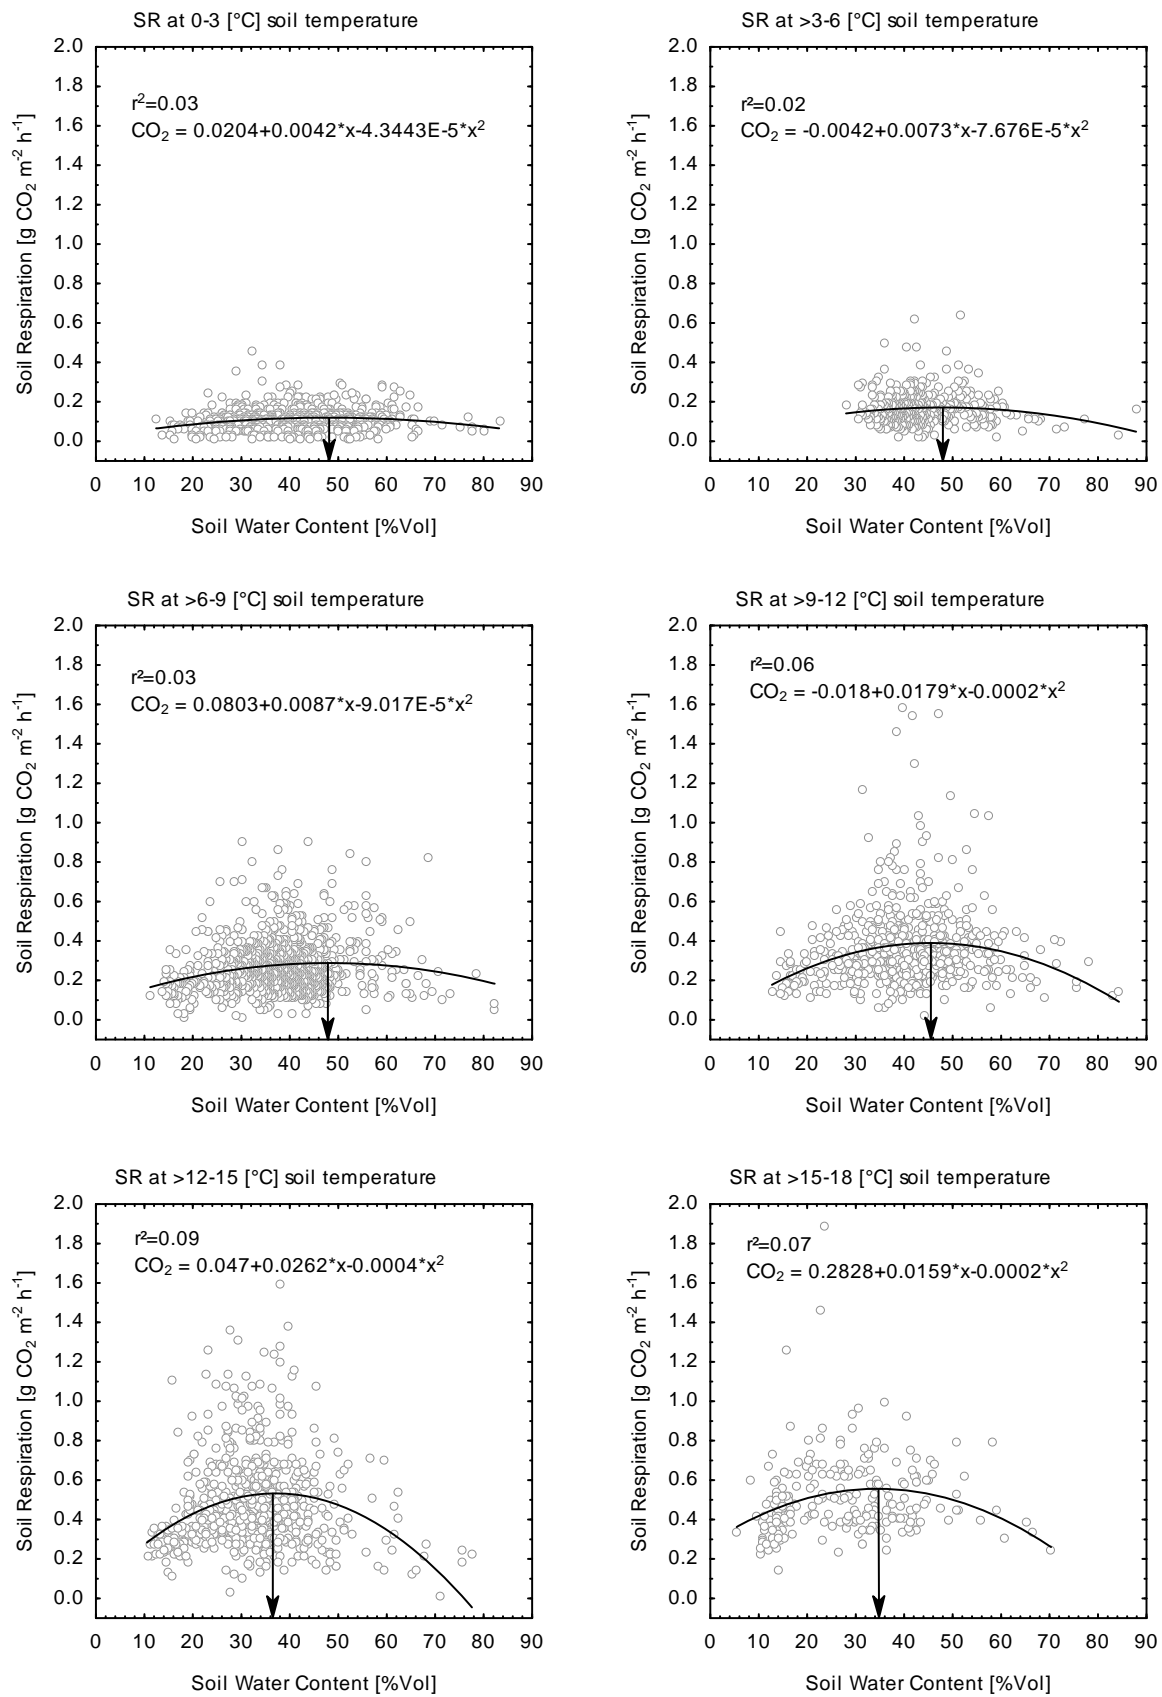 SR at 0-3 [°C] soil temperature
2.0
1.8
1.6
1.4
1.2
1.0
0.8
0.6
0.4
0.2
0.0
Soil Respiration [g CO₂ m⁻² h⁻¹]
r²=0.03
CO₂ = 0.0204+0.0042*x-4.3443E-5*x²
0 10 20 30 40 50 60 70 80 90
Soil Water Content [%Vol]
SR at >3-6 [°C] soil temperature
2.0
1.8
1.6
1.4
1.2
1.0
0.8
0.6
0.4
0.2
0.0
Soil Respiration [g CO₂ m⁻² h⁻¹]
r²=0.02
CO₂ = -0.0042+0.0073*x-7.676E-5*x²
0 10 20 30 40 50 60 70 80 90
Soil Water Content [%Vol]
SR at >6-9 [°C] soil temperature
2.0
1.8
1.6
1.4
1.2
1.0
0.8
0.6
0.4
0.2
0.0
Soil Respiration [g CO₂ m⁻² h⁻¹]
r²=0.03
CO₂ = 0.0803+0.0087*x-9.017E-5*x²
0 10 20 30 40 50 60 70 80 90
Soil Water Content [%Vol]
SR at >9-12 [°C] soil temperature
2.0
1.8
1.6
1.4
1.2
1.0
0.8
0.6
0.4
0.2
0.0
Soil Respiration [g CO₂ m⁻² h⁻¹]
r²=0.06
CO₂ = -0.018+0.0179*x-0.0002*x²
0 10 20 30 40 50 60 70 80 90
Soil Water Content [%Vol]
SR at >12-15 [°C] soil temperature
2.0
1.8
1.6
1.4
1.2
1.0
0.8
0.6
0.4
0.2
0.0
Soil Respiration [g CO₂ m⁻² h⁻¹]
r²=0.09
CO₂ = 0.047+0.0262*x-0.0004*x²
0 10 20 30 40 50 60 70 80 90
Soil Water Content [%Vol]
SR at >15-18 [°C] soil temperature
2.0
1.8
1.6
1.4
1.2
1.0
0.8
0.6
0.4
0.2
0.0
Soil Respiration [g CO₂ m⁻² h⁻¹]
r²=0.07
CO₂ = 0.2828+0.0159*x-0.0002*x²
0 10 20 30 40 50 60 70 80 90
Soil Water Content [%Vol]